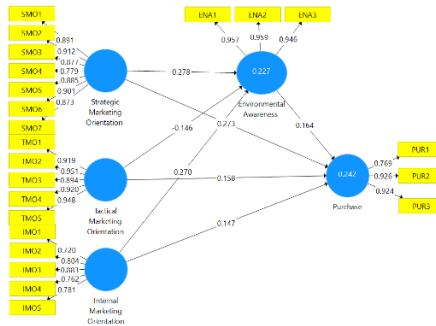 SMO1
SMO2
SMO3
SMO4
SMO5
SMO6
SMO7
0.891
0.912
0.877
0.779
0.885
0.901
0.873
Strategic
Marketing
Orientation
TMO1
TMO2
TMO3
TMO4
TMO5
0.919
0.951
0.894
0.920
0.948
Tactical
Marketing
Orientation
IMO1
IMO2
IMO3
IMO4
IMO5
0.720
0.804
0.883
0.762
0.781
Internal
Marketing
Orientation
ENA1
ENA2
ENA3
0.957
0.959
0.946
0.227
Environmental
Awareness
0.278
0.273
-0.146
0.158
0.270
0.147
0.164
0.242
Purchase
0.769
0.926
0.924
PUR1
PUR2
PUR3